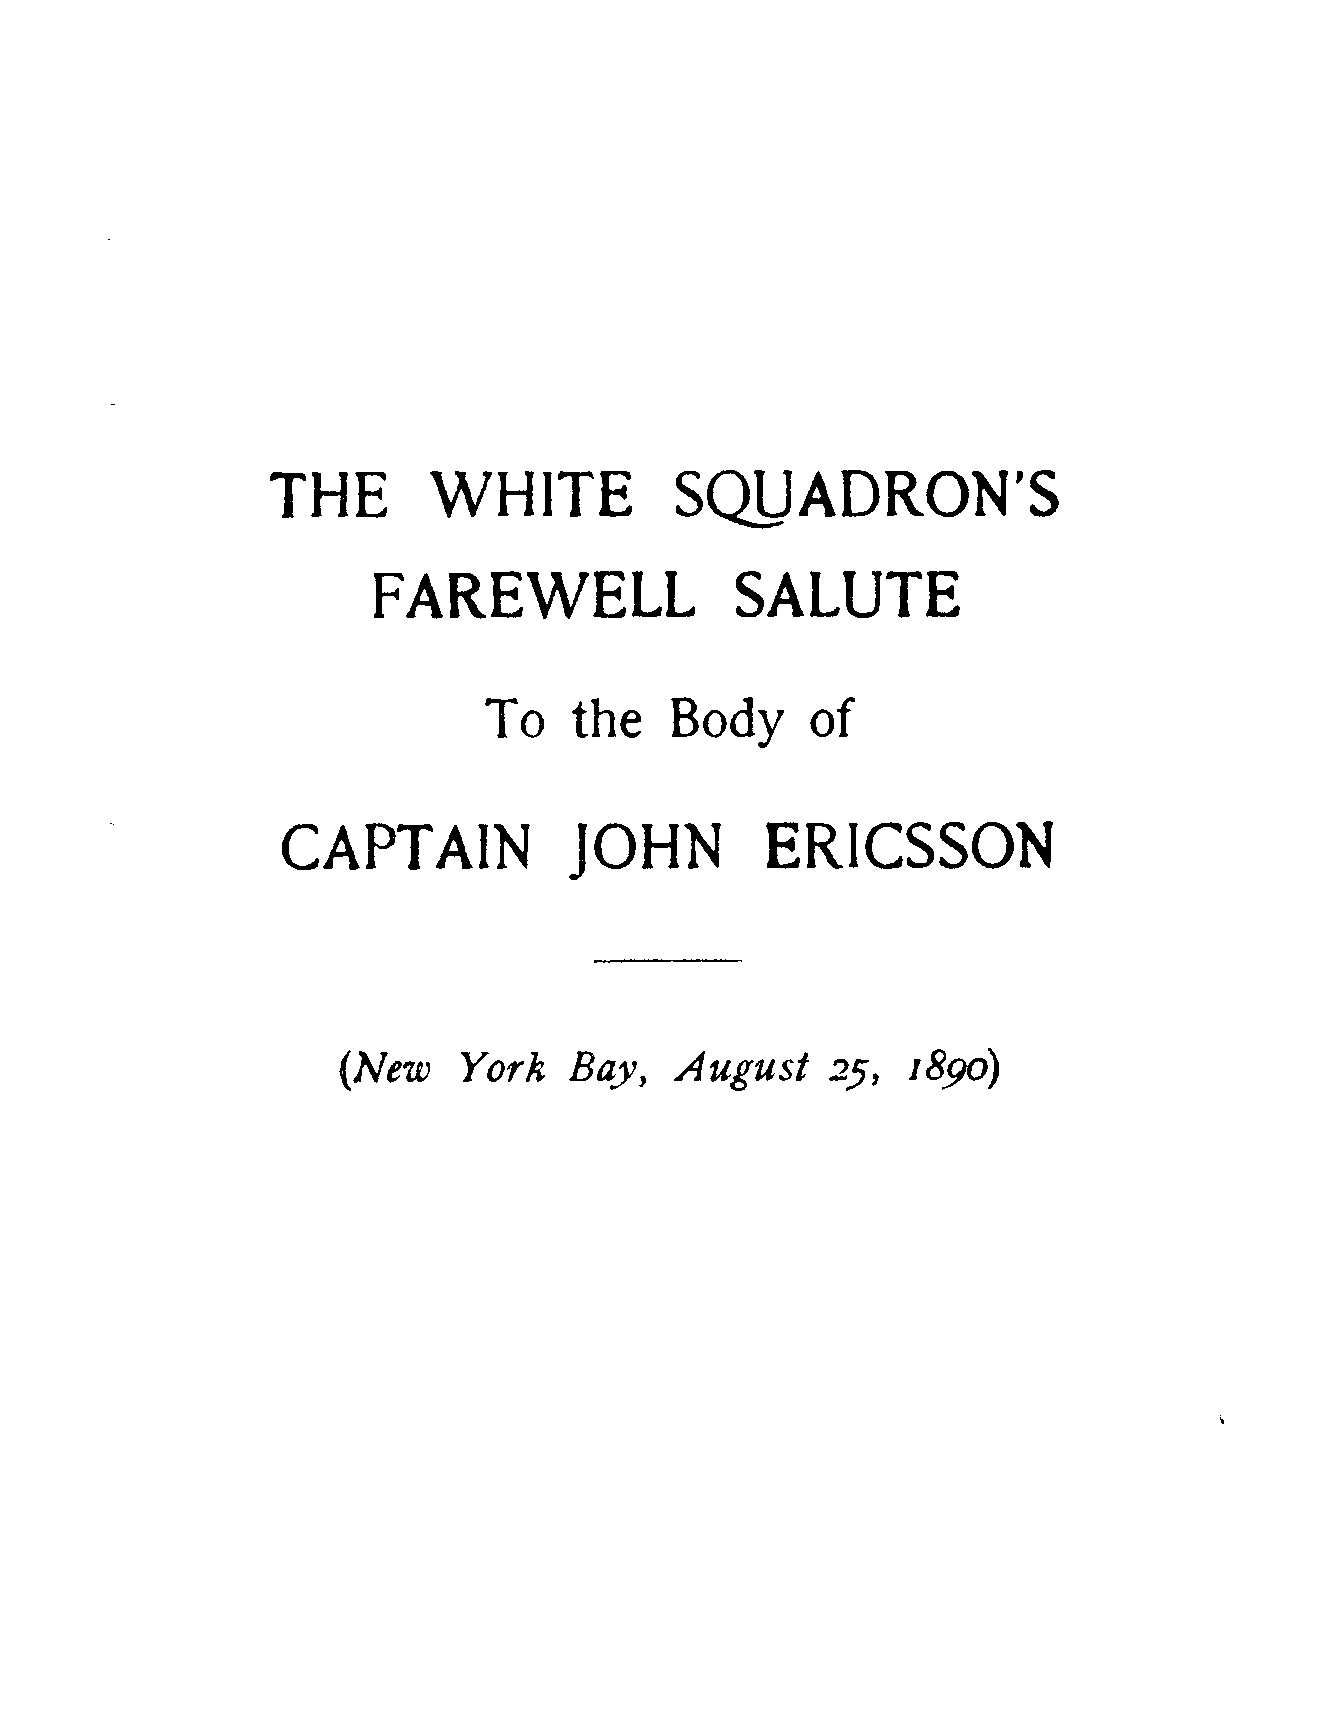 THE WHITE SQUADRON'S
FAREWELL SALUTE
To the Body of
CAPTAIN JOHN ERICSSON
(New York Bay, August 25, 1890)